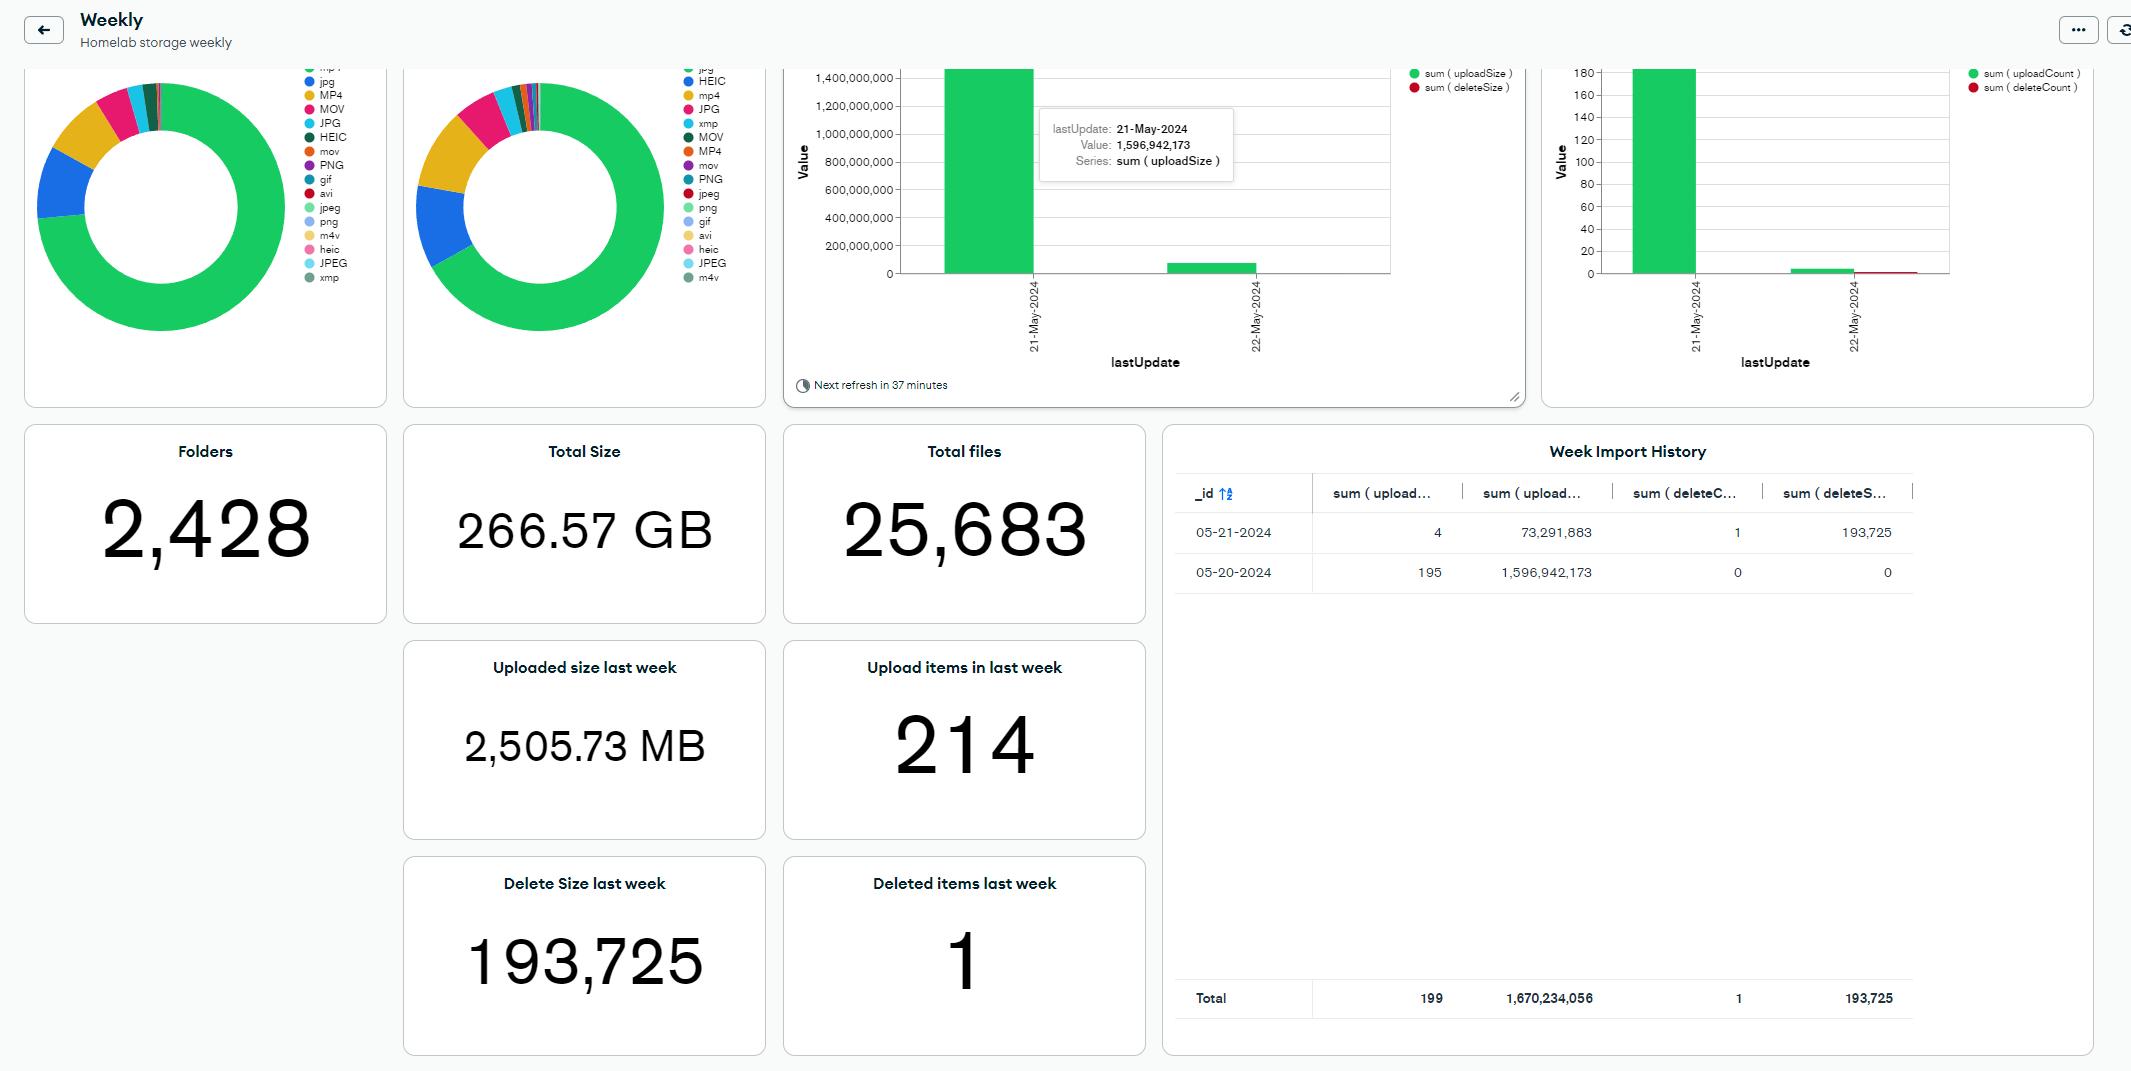 Weekly
Homelab storage weekly
mp4
jpg
MP4
MOV
JPG
HEIC
mov
PNG
gif
avi
jpeg
png
m4v
heic
JPEG
xmp
jpg
HEIC
mp4
JPG
xmp
MOV
MP4
mov
PNG
jpeg
png
gif
avi
heic
JPEG
m4v
Value
1,400,000,000
1,200,000,000
1,000,000,000
800,000,000
600,000,000
400,000,000
200,000,000
0
lastUpdate: 21-May-2024
Value: 1,596,942,173
Series: sum ( uploadSize )
21-May-2024
22-May-2024
lastUpdate
sum ( uploadSize )
sum ( deleteSize )
Next refresh in 37 minutes
Value
180
160
140
120
100
80
60
40
20
0
21-May-2024
22-May-2024
lastUpdate
sum ( uploadCount )
sum ( deleteCount )
Folders
2,428
Total Size
266.57 GB
Total files
25,683
Week Import History
_id sum ( upload... sum ( upload... sum ( deleteC... sum ( deleteS...
05-21-2024 4 73,291,883 1 193,725
05-20-2024 195 1,596,942,173 0 0
Total 199 1,670,234,056 1 193,725
Uploaded size last week
2,505.73 MB
Upload items in last week
214
Delete Size last week
193,725
Deleted items last week
1